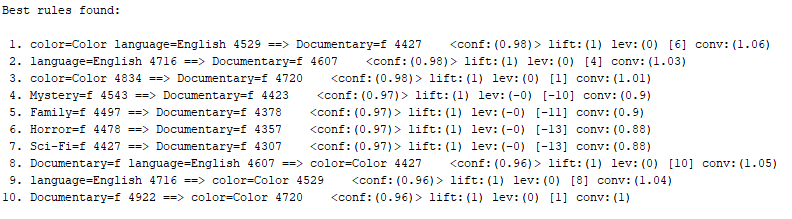 Best rules found:
1. color=Color language=English 4529 ==> Documentary=f 4427 <conf:(0.98)> lift:(1) lev:(0) [6] conv:(1.06)
2. language=English 4716 ==> Documentary=f 4607 <conf:(0.98)> lift:(1) lev:(0) [4] conv:(1.03)
3. color=Color 4834 ==> Documentary=f 4720 <conf:(0.98)> lift:(1) lev:(0) [1] conv:(1.01)
4. Mystery=f 4543 ==> Documentary=f 4423 <conf:(0.97)> lift:(1) lev:(-0) [-10] conv:(0.9)
5. Family=f 4497 ==> Documentary=f 4378 <conf:(0.97)> lift:(1) lev:(-0) [-11] conv:(0.9)
6. Horror=f 4478 ==> Documentary=f 4357 <conf:(0.97)> lift:(1) lev:(-0) [-13] conv:(0.88)
7. Sci-Fi=f 4427 ==> Documentary=f 4307 <conf:(0.97)> lift:(1) lev:(-0) [-13] conv:(0.88)
8. Documentary=f language=English 4607 ==> color=Color 4427 <conf:(0.96)> lift:(1) lev:(0) [10] conv:(1.05)
9. language=English 4716 ==> color=Color 4529 <conf:(0.96)> lift:(1) lev:(0) [8] conv:(1.04)
10. Documentary=f 4922 ==> color=Color 4720 <conf:(0.96)> lift:(1) lev:(0) [1] conv:(1)